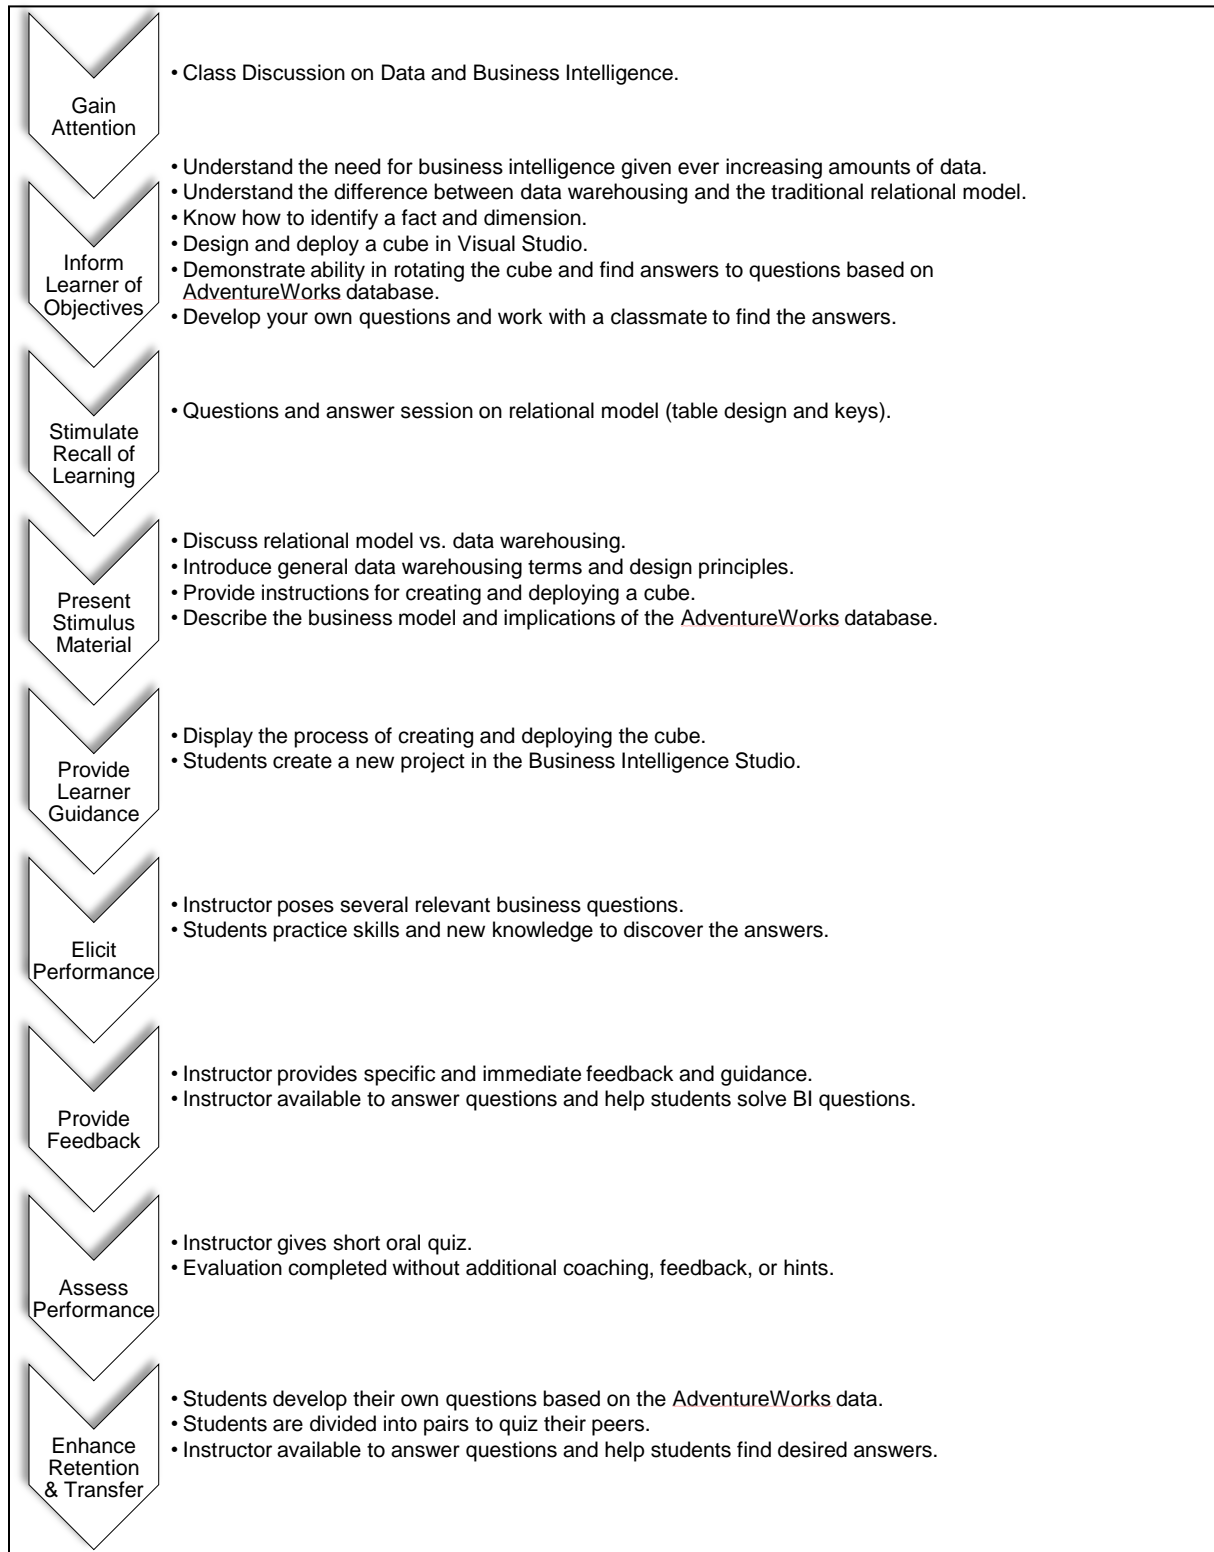 Gain
Attention
• Class Discussion on Data and Business Intelligence.
Inform
Learner of
Objectives
• Understand the need for business intelligence given ever increasing amounts of data.
• Understand the difference between data warehousing and the traditional relational model.
• Know how to identify a fact and dimension.
• Design and deploy a cube in Visual Studio.
• Demonstrate ability in rotating the cube and find answers to questions based on
AdventureWorks database.
• Develop your own questions and work with a classmate to find the answers.
Stimulate
Recall of
Learning
• Questions and answer session on relational model (table design and keys).
Present
Stimulus
Material
• Discuss relational model vs. data warehousing.
• Introduce general data warehousing terms and design principles.
• Provide instructions for creating and deploying a cube.
• Describe the business model and implications of the AdventureWorks database.
Provide
Learner
Guidance
• Display the process of creating and deploying the cube.
• Students create a new project in the Business Intelligence Studio.
Elicit
Performance
• Instructor poses several relevant business questions.
• Students practice skills and new knowledge to discover the answers.
Provide
Feedback
• Instructor provides specific and immediate feedback and guidance.
• Instructor available to answer questions and help students solve BI questions.
Assess
Performance
• Instructor gives short oral quiz.
• Evaluation completed without additional coaching, feedback, or hints.
Enhance
Retention
& Transfer
• Students develop their own questions based on the AdventureWorks data.
• Students are divided into pairs to quiz their peers.
• Instructor available to answer questions and help students find desired answers.